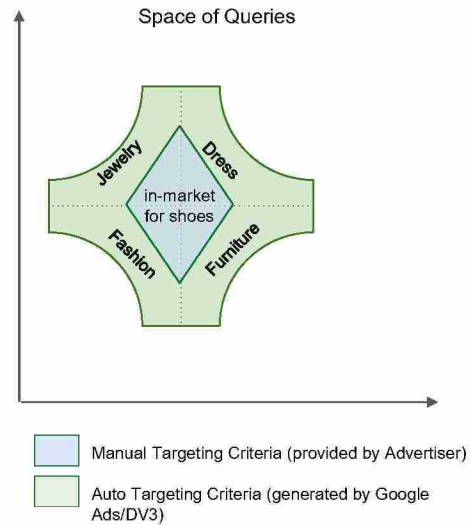 Space of Queries
Jewelry
Dress
in-market
for shoes
Fashion
Furniture
Manual Targeting Criteria (provided by Advertiser)
Auto Targeting Criteria (generated by Google
Ads/DV3)